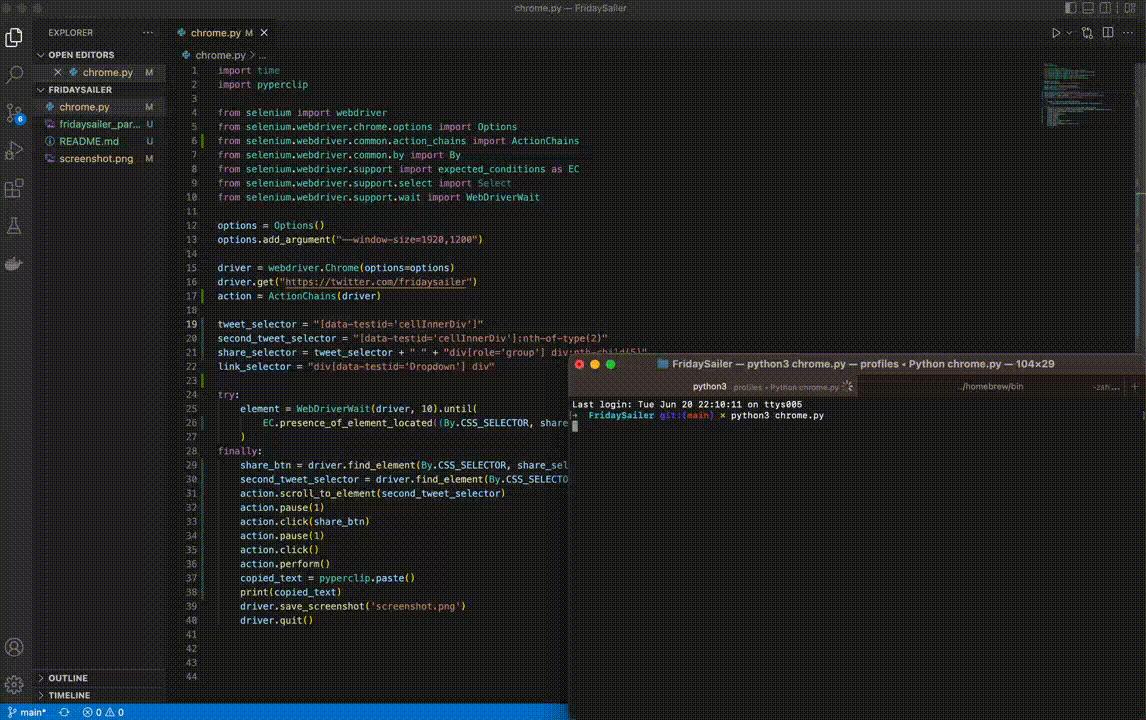 chrome.py — FridaySailer
EXPLORER
chrome.py M
OPEN EDITORS
chrome.py M
FRIDAYSAILER
chrome.py M
fridaysailer_par... U
README.md U
screenshot.png M
6
chrome.py > ...
1 import time
2 import pyperclip
3
4 from selenium import webdriver
5 from selenium.webdriver.chrome.options import Options
6 from selenium.webdriver.common.action_chains import ActionChains
7 from selenium.webdriver.common.by import By
8 from selenium.webdriver.support import expected_conditions as EC
9 from selenium.webdriver.support.select import Select
10 from selenium.webdriver.support.wait import WebDriverWait
11
12 options = Options()
13 options.add_argument("--window-size=1920,1200")
14
15 driver = webdriver.Chrome(options=options)
16 driver.get("https://twitter.com/fridaysailer")
17 action = ActionChains(driver)
18
19 tweet_selector = "[data-testid='cellInnerDiv']"
20 second_tweet_selector = "[data-testid='cellInnerDiv']:nth-of-type(2)"
21 share_selector = tweet_selector + " " + "div[role='group'] div:nth-child(5)"
22 link_selector = "div[data-testid='Dropdown'] div"
23
24 try:
25 element = WebDriverWait(driver, 10).until(
26 EC.presence_of_element_located((By.CSS_SELECTOR, share
27 )
28 finally:
29 share_btn = driver.find_element(By.CSS_SELECTOR, share_sel
30 second_tweet_selector = driver.find_element(By.CSS_SELECTO
31 action.scroll_to_element(second_tweet_selector)
32 action.pause(1)
33 action.click(share_btn)
34 action.pause(1)
35 action.click()
36 action.perform()
37 copied_text = pyperclip.paste()
38 print(copied_text)
39 driver.save_screenshot('screenshot.png')
40 driver.quit()
41
42
43
44
FridaySailer — python3 chrome.py — profiles • Python chrome.py — 104×29
python3 profiles • Python chrome.py
../homebrew/bin -zsh...
Last login: Tue Jun 20 22:10:11 on ttys005
➜ FridaySailer git:(main) × python3 chrome.py
OUTLINE
TIMELINE
main* 0 0